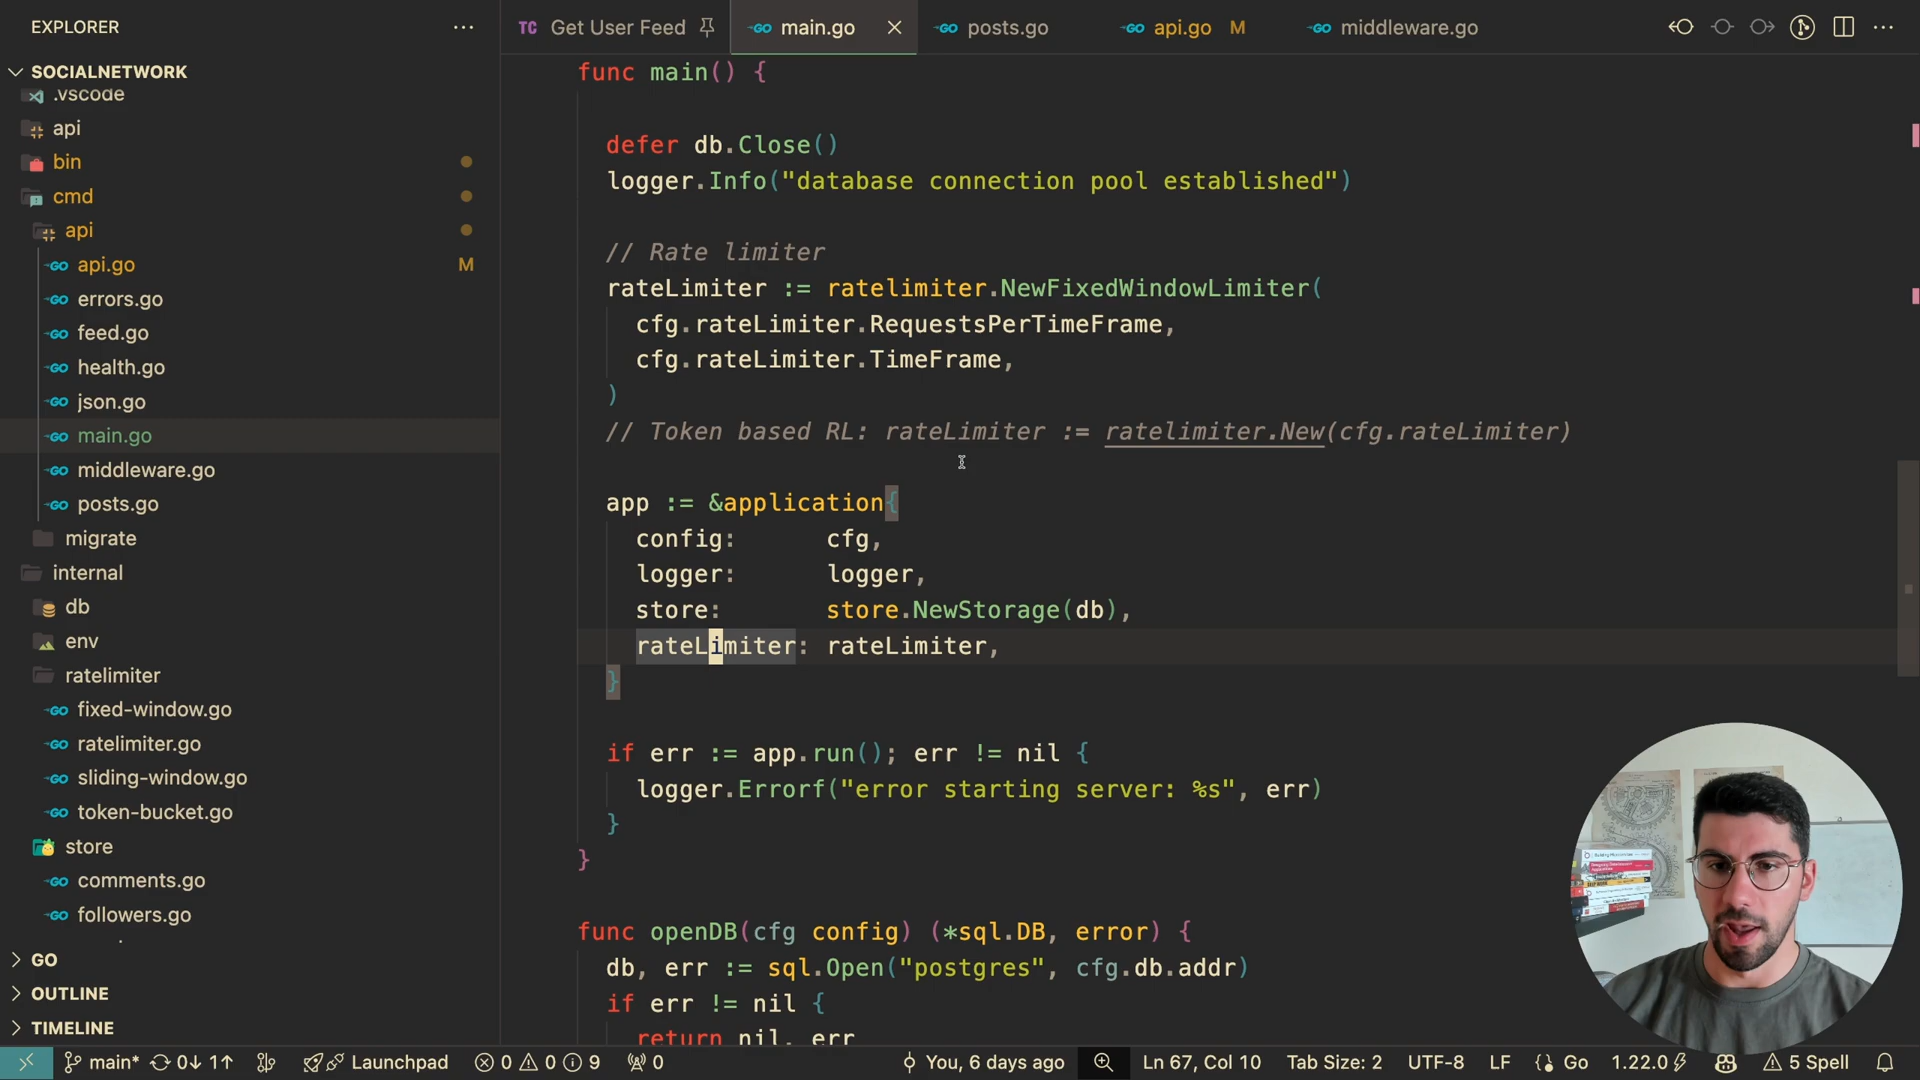 EXPLORER
SOCIALNETWORK
.vscode
api
bin
cmd
api
api.go M
errors.go
feed.go
health.go
json.go
main.go
middleware.go
posts.go
migrate
internal
db
env
ratelimiter
fixed-window.go
ratelimiter.go
sliding-window.go
token-bucket.go
store
comments.go
followers.go
GO
OUTLINE
TIMELINE
TC Get User Feed
main.go
posts.go
api.go M
middleware.go
func main() {
defer db.Close()
logger.Info("database connection pool established")
// Rate limiter
rateLimiter := ratelimiter.NewFixedWindowLimiter(
cfg.rateLimiter.RequestsPerTimeFrame,
cfg.rateLimiter.TimeFrame,
)
// Token based RL: rateLimiter := ratelimiter.New(cfg.rateLimiter)
app := &application{
config: cfg,
logger: logger,
store: store.NewStorage(db),
rateLimiter: rateLimiter,
}
if err := app.run(); err != nil {
logger.Errorf("error starting server: %s", err)
}
}
func openDB(cfg config) (*sql.DB, error) {
db, err := sql.Open("postgres", cfg.db.addr)
if err != nil {
return nil, err
main* 0↓ 1↑ Launchpad 0 0 9 0 You, 6 days ago Ln 67, Col 10 Tab Size: 2 UTF-8 LF Go 1.22.0 5 Spell